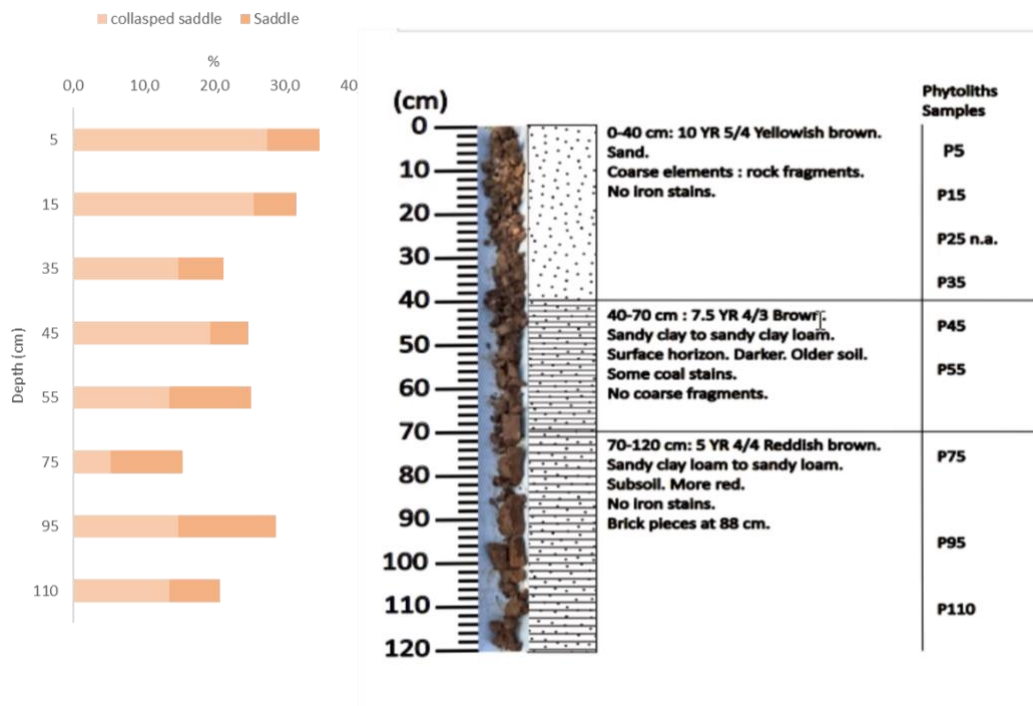 collasped saddle Saddle
%
0,0 10,0 20,0 30,0 40
Depth (cm)
5
15
35
45
55
75
95
110
(cm)
0
10
20
30
40
50
60
70
80
90
100
110
120
0-40 cm: 10 YR 5/4 Yellowish brown.
Sand.
Coarse elements : rock fragments.
No iron stains.
40-70 cm : 7.5 YR 4/3 Brown.
Sandy clay to sandy clay loam.
Surface horizon. Darker. Older soil.
Some coal stains.
No coarse fragments.
70-120 cm: 5 YR 4/4 Reddish brown.
Sandy clay loam to sandy loam.
Subsoil. More red.
No iron stains.
Brick pieces at 88 cm.
Phytoliths
Samples
P5
P15
P25 n.a.
P35
P45
P55
P75
P95
P110